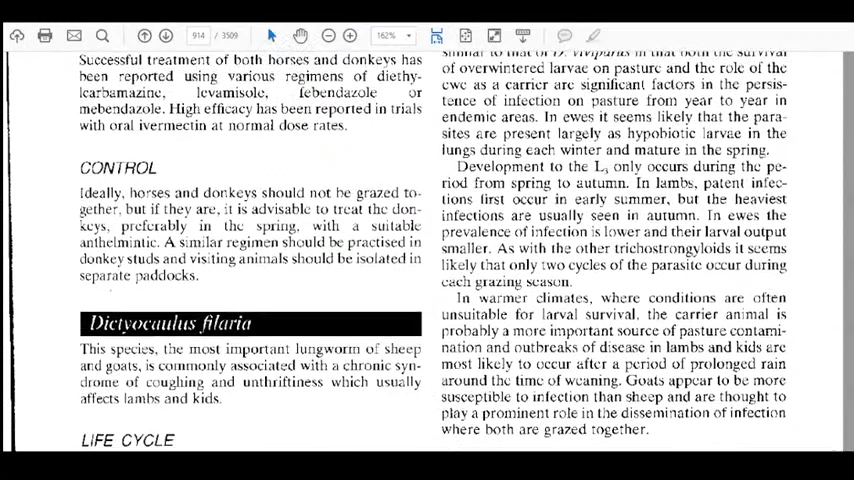 914 / 3509
162%
Successful treatment of both horses and donkeys has
been reported using various regimens of diethy-
lcarbamazine, levamisole, febendazole or
mebendazole. High efficacy has been reported in trials
with oral ivermectin at normal dose rates.
CONTROL
Ideally, horses and donkeys should not be grazed to-
gether, but if they are, it is advisable to treat the don-
keys, preferably in the spring, with a suitable
anthelmintic. A similar regimen should be practised in
donkey studs and visiting animals should be isolated in
separate paddocks.
Dictyocaulus filaria
This species, the most important lungworm of sheep
and goats, is commonly associated with a chronic syn-
drome of coughing and unthriftiness which usually
affects lambs and kids.
LIFE CYCLE
similar to that of D. viviparus in that both the survival
of overwintered larvae on pasture and the role of the
ewe as a carrier are significant factors in the persis-
tence of infection on pasture from year to year in
endemic areas. In ewes it seems likely that the para-
sites are present largely as hypobiotic larvae in the
lungs during each winter and mature in the spring.
Development to the L3 only occurs during the pe-
riod from spring to autumn. In lambs, patent infec-
tions first occur in early summer, but the heaviest
infections are usually seen in autumn. In ewes the
prevalence of infection is lower and their larval output
smaller. As with the other trichostrongyloids it seems
likely that only two cycles of the parasite occur during
each grazing season.
In warmer climates, where conditions are often
unsuitable for larval survival, the carrier animal is
probably a more important source of pasture contami-
nation and outbreaks of disease in lambs and kids are
most likely to occur after a period of prolonged rain
around the time of weaning. Goats appear to be more
susceptible to infection than sheep and are thought to
play a prominent role in the dissemination of infection
where both are grazed together.